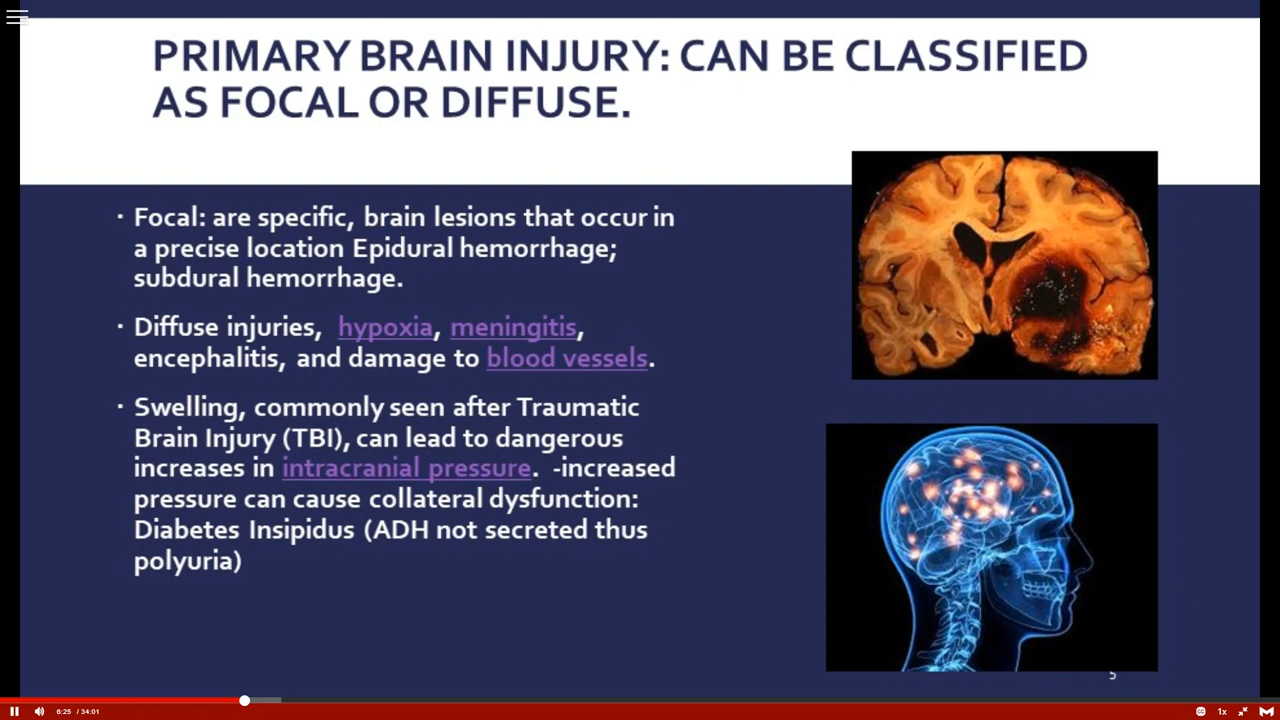 PRIMARY BRAIN INJURY: CAN BE CLASSIFIED
AS FOCAL OR DIFFUSE.
▪ Focal: are specific, brain lesions that occur in
a precise location Epidural hemorrhage;
subdural hemorrhage.
▪ Diffuse injuries, hypoxia, meningitis,
encephalitis, and damage to blood vessels.
▪ Swelling, commonly seen after Traumatic
Brain Injury (TBI), can lead to dangerous
increases in intracranial pressure. -increased
pressure can cause collateral dysfunction:
Diabetes Insipidus (ADH not secreted thus
polyuria)
5
6:25 / 34:01 1x